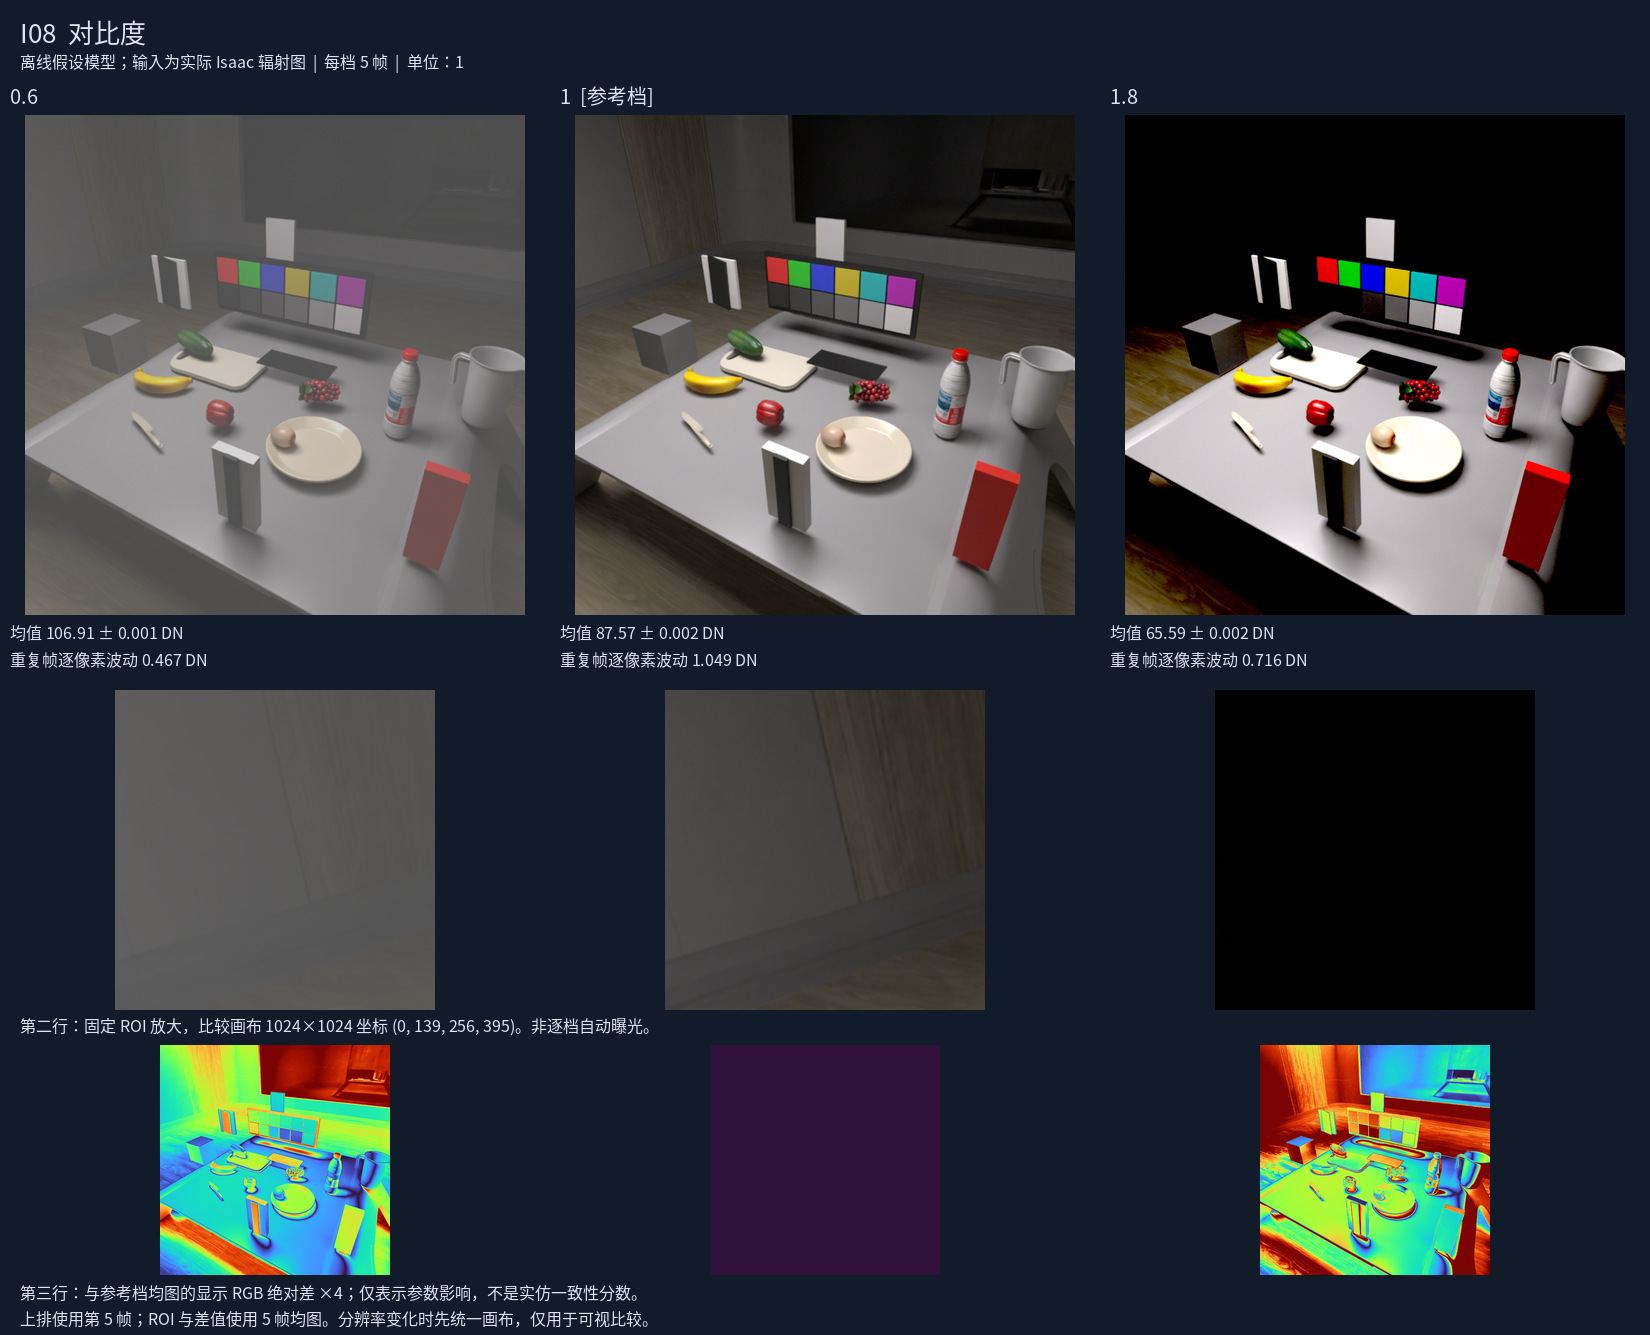 I08 对比度
离线假设模型；输入为实际 Isaac 辐射图 | 每档 5 帧 | 单位：1
0.6
1 [参考档]
1.8
均值 106.91 ± 0.001 DN
重复帧逐像素波动 0.467 DN
均值 87.57 ± 0.002 DN
重复帧逐像素波动 1.049 DN
均值 65.59 ± 0.002 DN
重复帧逐像素波动 0.716 DN
第二行：固定 ROI 放大，比较画布 1024×1024 坐标 (0, 139, 256, 395)。非逐档自动曝光。
第三行：与参考档均图的显示 RGB 绝对差 ×4；仅表示参数影响，不是实仿一致性分数。
上排使用第 5 帧；ROI 与差值使用 5 帧均图。分辨率变化时先统一画布，仅用于可视比较。